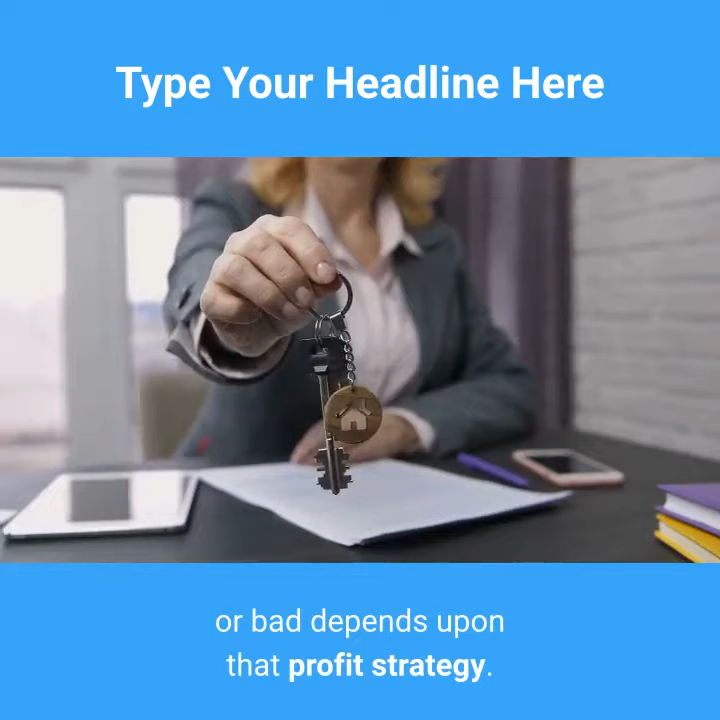 Type Your Headline Here
or bad depends upon
that profit strategy.